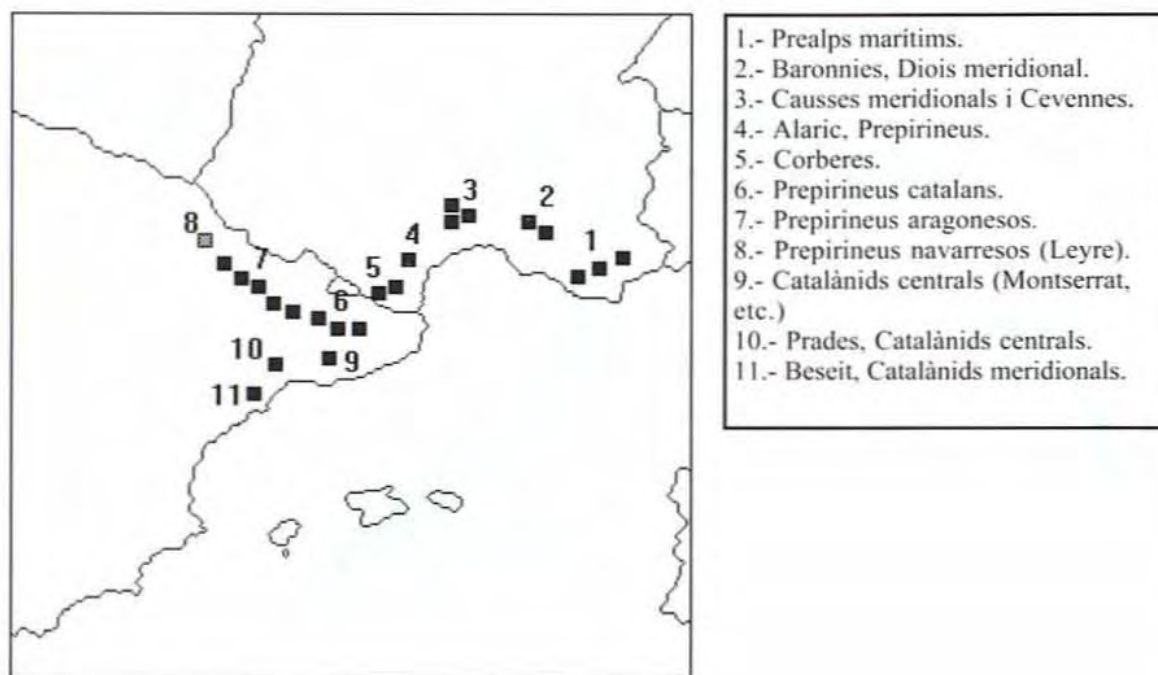 1.- Prealps marítims.
2.- Baronnies, Diois meridional.
3.- Causses meridionals i Cevennes.
4.- Alaric, Prepirineus.
5.- Corberes.
6.- Prepirineus catalans.
7.- Prepirineus aragonesos.
8.- Prepirineus navarresos (Leyre).
9.- Catalànids centrals (Montserrat,
etc.)
10.- Prades, Catalànids centrals.
11.- Beseit, Catalànids meridionals.
3
2
8
4
1
7
5
6
10
9
11